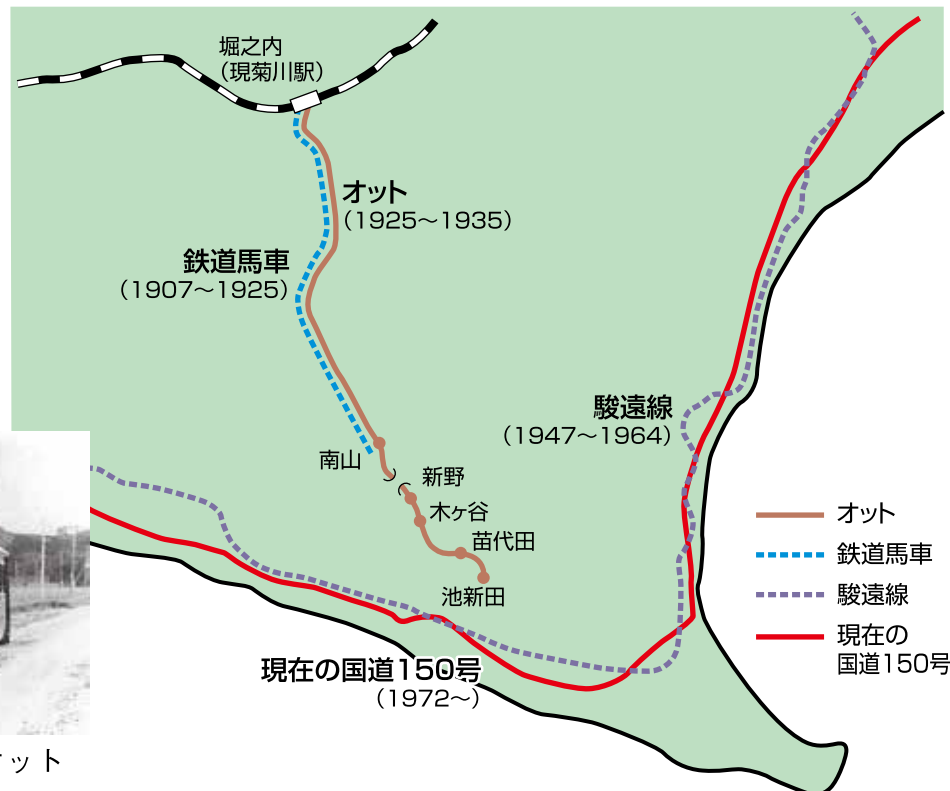 堀之内
（現菊川駅）
オット
（1925〜1935）
鉄道馬車
（1907〜1925）
駿遠線
（1947〜1964）
南山
新野
木ヶ谷
苗代田
池新田
現在の国道150号
（1972〜）
オット
鉄道馬車
駿遠線
現在の
国道150号
ット